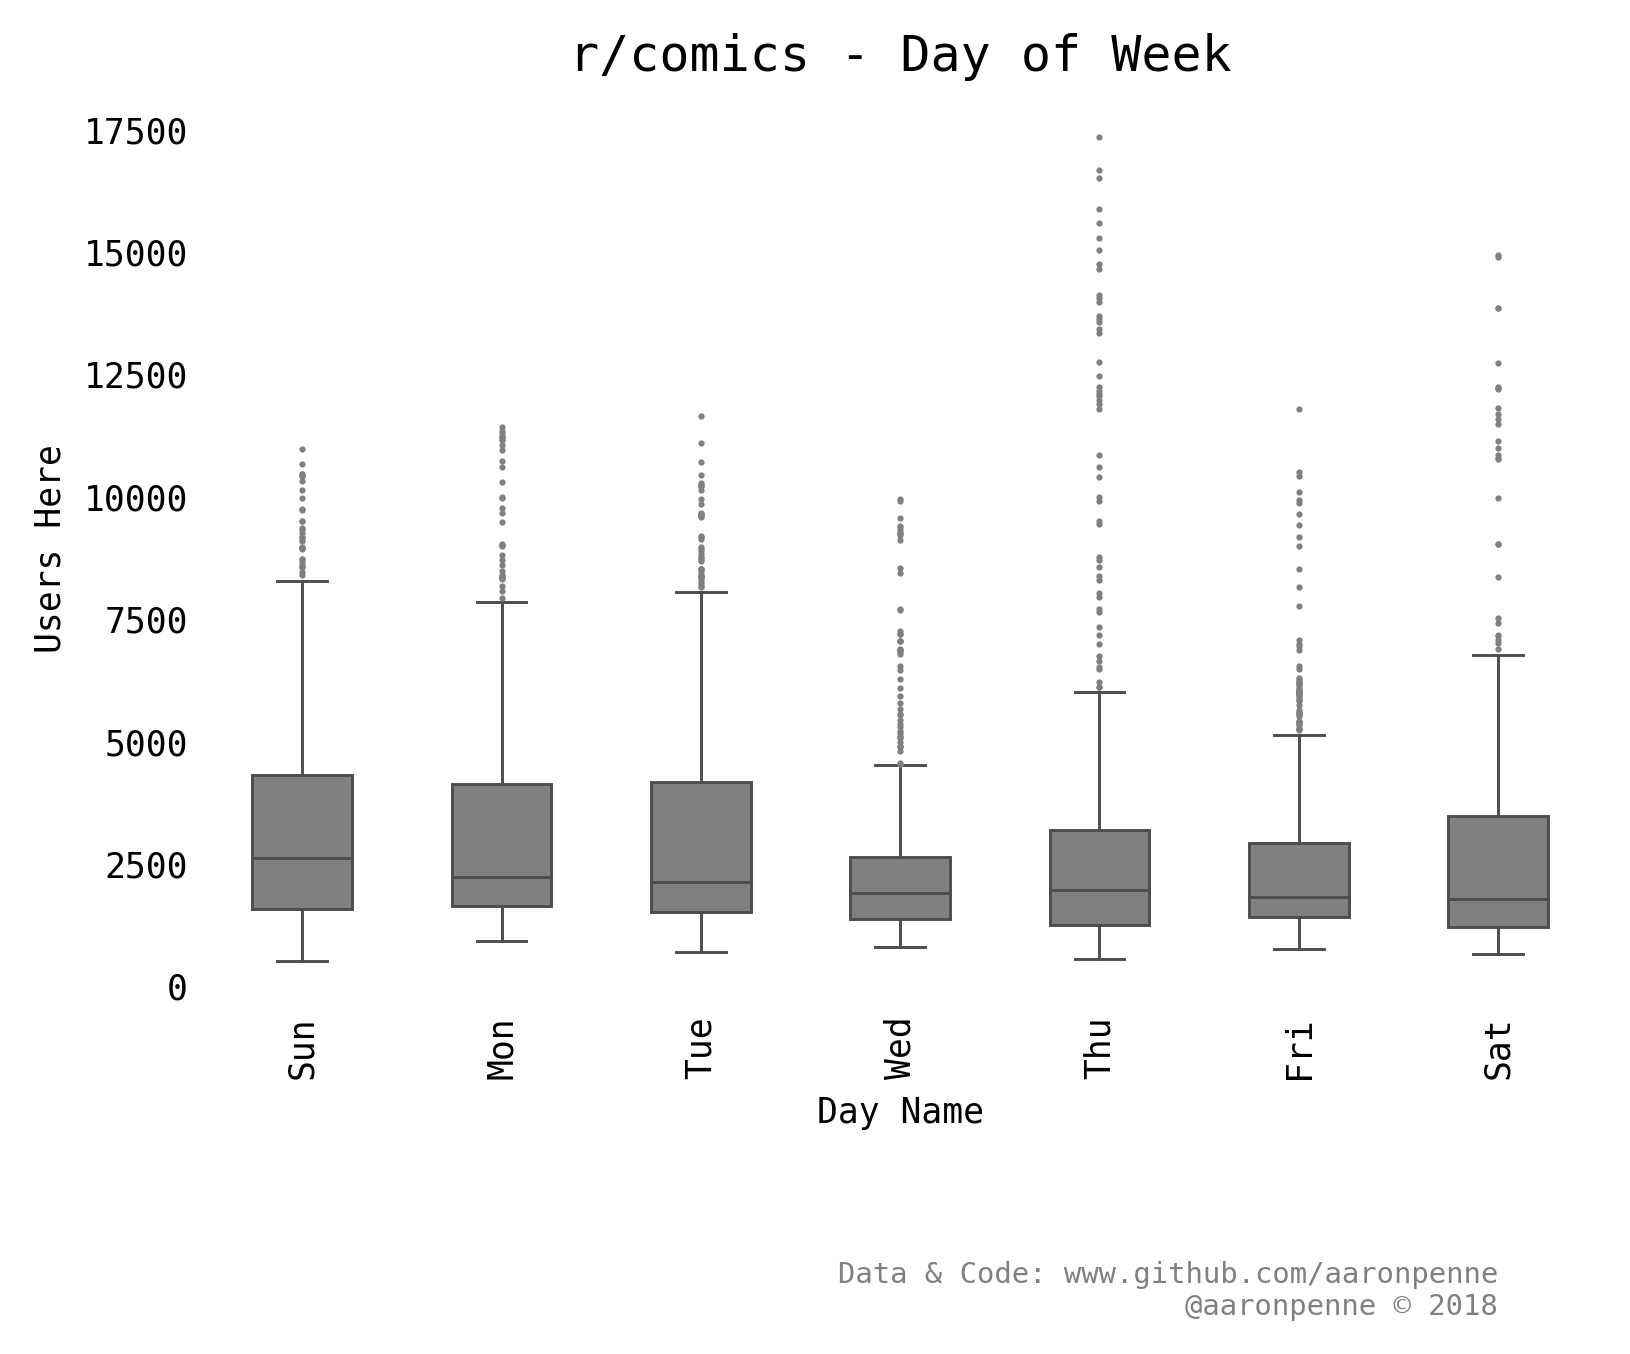 r/comics - Day of Week
17500
15000
12500
10000
7500
5000
2500
0
Users Here
Sun Mon Tue Wed Thu Fri Sat
Day Name
Data & Code: www.github.com/aaronpenne
@aaronpenne © 2018